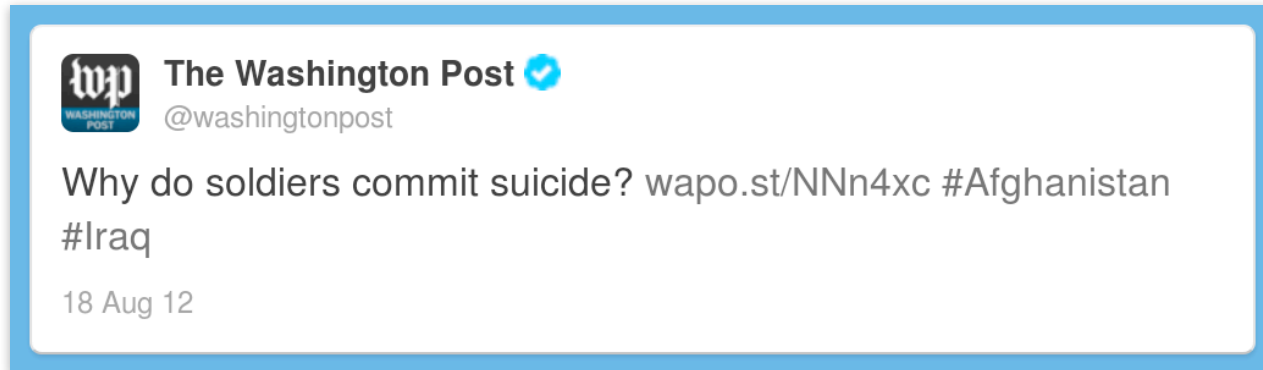 wp
WASHINGTON
POST
The Washington Post
@washingtonpost
Why do soldiers commit suicide? wapo.st/NNn4xc #Afghanistan
#Iraq
18 Aug 12